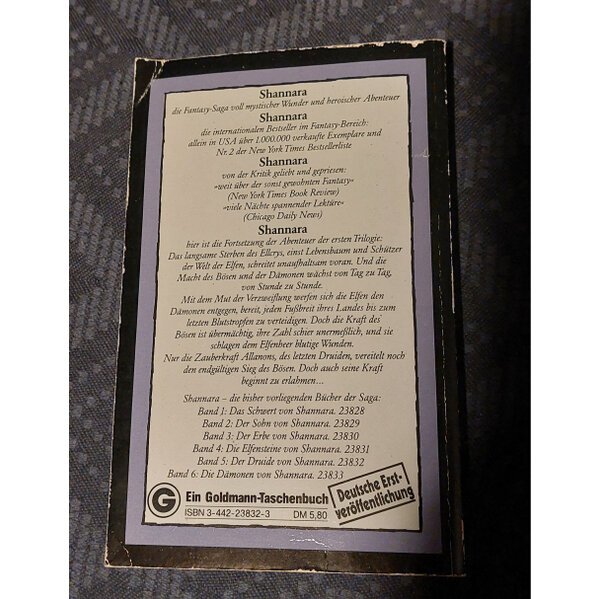 Shannara
die Fantasy-Saga voll mystischer Wunder und heroischer Abenteuer
Shannara
die internationalen Bestseller im Fantasy-Bereich:
allein in USA über 1.000.000 verkaufte Exemplare und
Nr. 2 der New York Times Bestsellerliste
Shannara
von der Kritik geliebt und gepriesen:
»weit über der sonst gewohnten Fantasy«
(New York Times Book Review)
»viele Nächte spannender Lektüre«
(Chicago Daily News)
Shannara
hier ist die Fortsetzung der Abenteuer der ersten Trilogie:
Das langsame Sterben des Ellcrys, einst Lebensbaum und Schützer
der Welt der Elfen, schreitet unaufhaltsam voran. Und die
Macht des Bösen und der Dämonen wächst von Tag zu Tag,
von Stunde zu Stunde.
Mit dem Mut der Verzweiflung werfen sich die Elfen den
Dämonen entgegen, bereit, jeden Fußbreit ihres Landes bis zum
letzten Blutstropfen zu verteidigen. Doch die Kraft des
Bösen ist übermächtig, ihre Zahl schier unermeßlich, und sie
schlagen dem Elfenheer blutige Wunden.
Nur die Zauberkraft Allanons, des letzten Druiden, vereitelt noch
den endgültigen Sieg des Bösen. Doch auch seine Kraft
beginnt zu erlahmen...
Shannara – die bisher vorliegenden Bücher der Saga:
Band 1: Das Schwert von Shannara. 23828
Band 2: Der Sohn von Shannara. 23829
Band 3: Der Erbe von Shannara. 23830
Band 4: Die Elfensteine von Shannara. 23831
Band 5: Der Druide von Shannara. 23832
Band 6: Die Dämonen von Shannara. 23833
G Ein Goldmann-Taschenbuch
ISBN 3-442-23832-3 DM 5,80
Deutsche Erst-
veröffentlichung